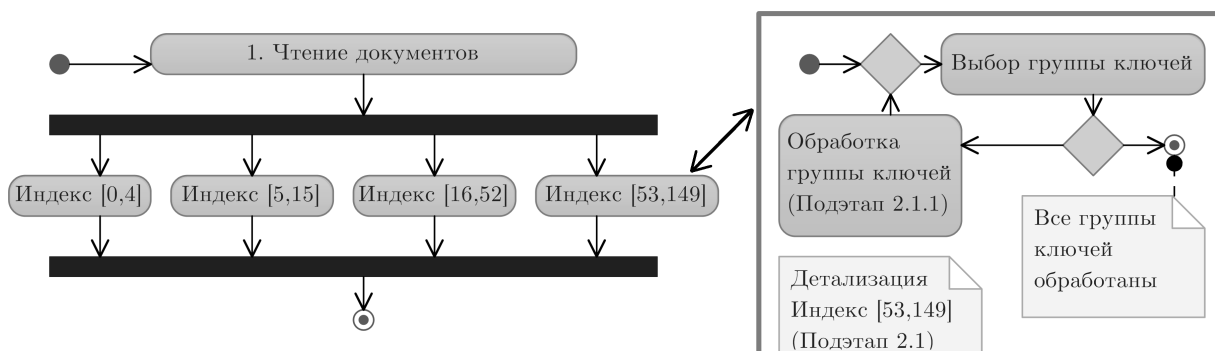 1. Чтение документов
Индекс [0,4]
Индекс [5,15]
Индекс [16,52]
Индекс [53,149]
Выбор группы ключей
Обработка
группы ключей
(Подэтап 2.1.1)
Все группы
ключей
обработаны
Детализация
Индекс [53,149]
(Подэтап 2.1)